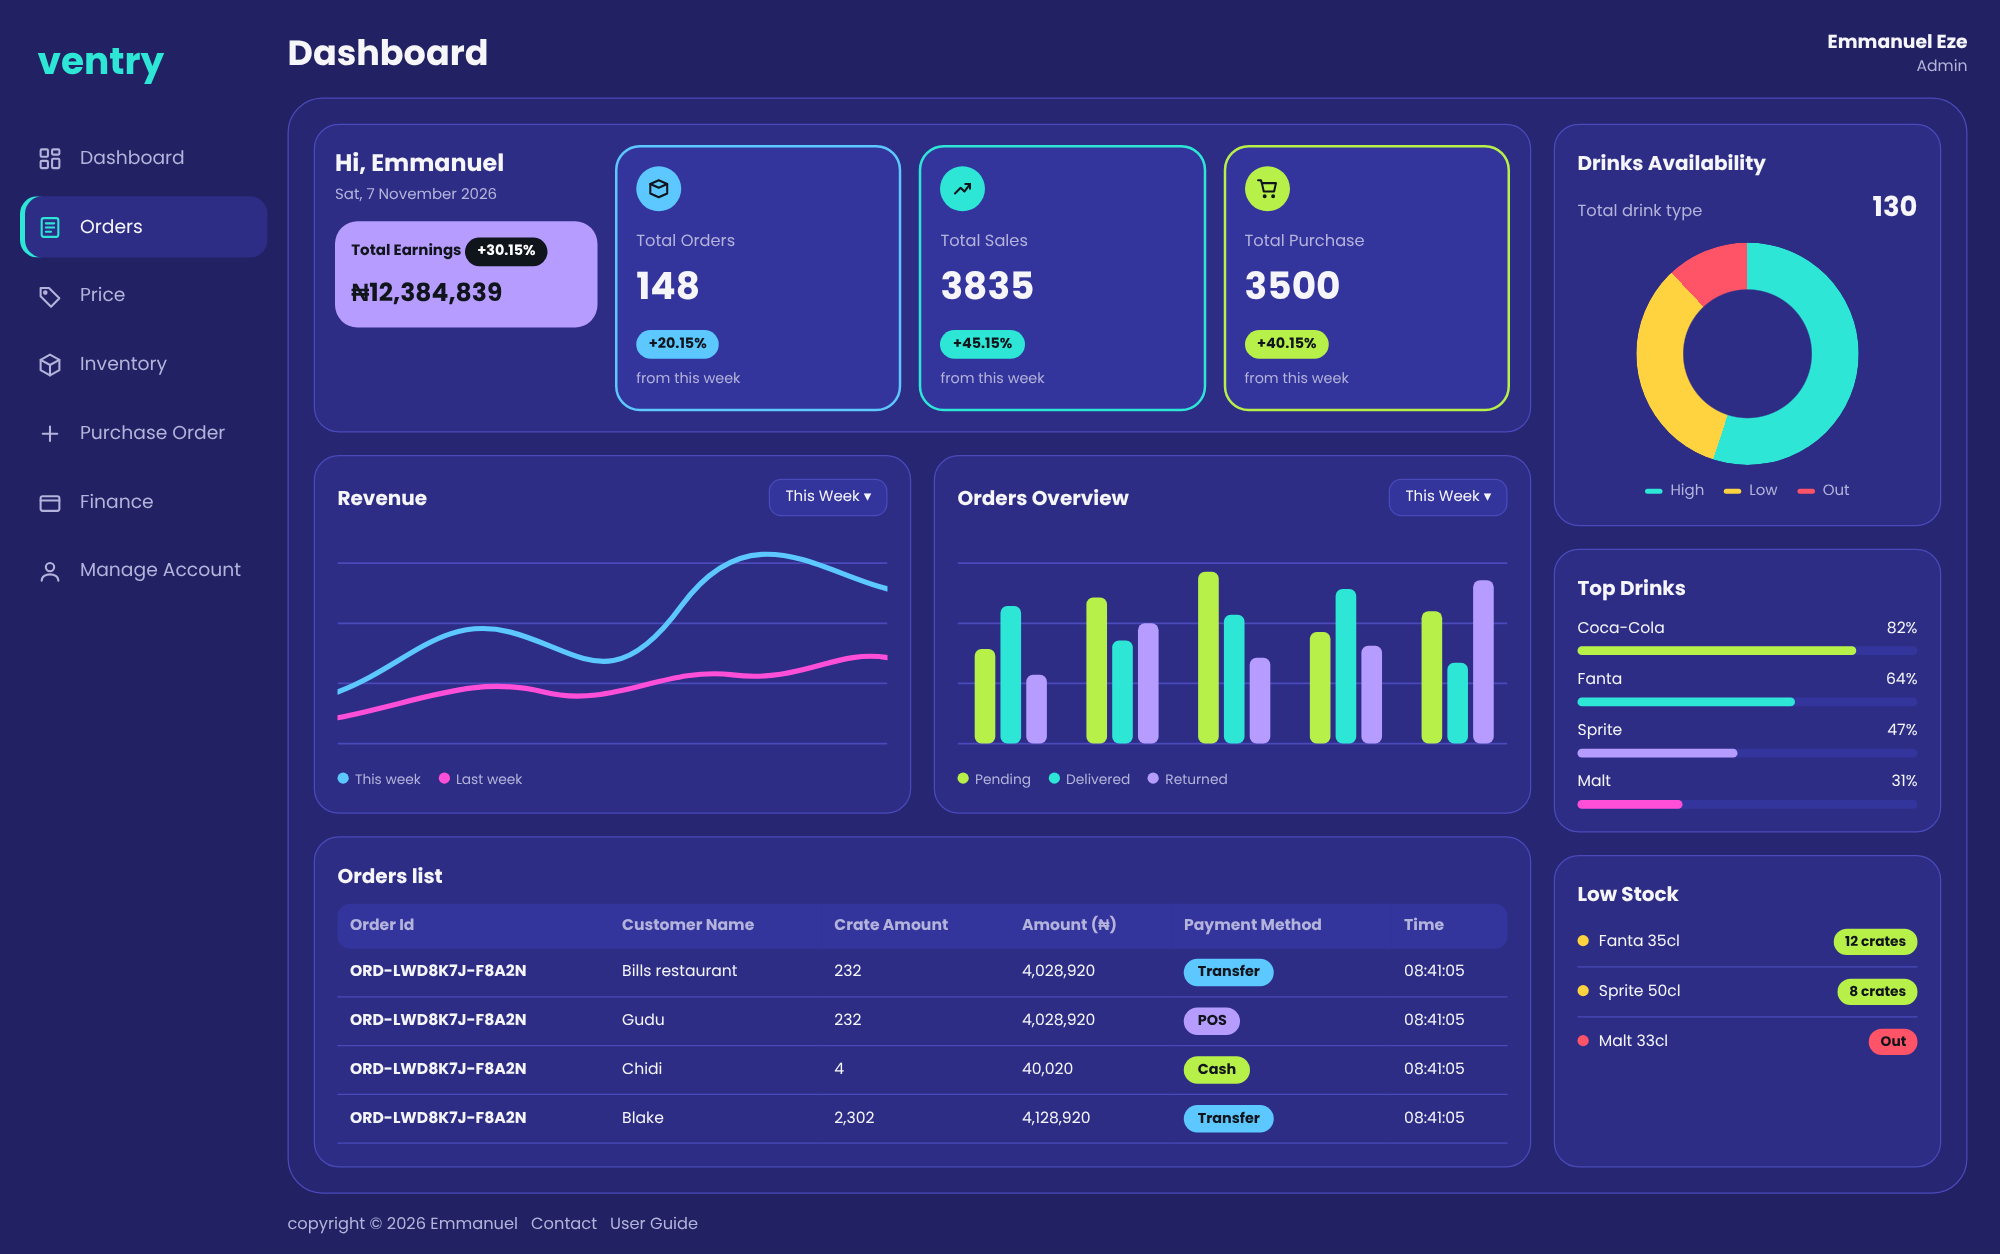 ventry
Dashboard
Emmanuel Eze
Admin
Dashboard
Orders
Price
Inventory
Purchase Order
Finance
Manage Account
Hi, Emmanuel
Sat, 7 November 2026
Total Earnings +30.15%
₦12,384,839
Total Orders
148
+20.15%
from this week
Total Sales
3835
+45.15%
from this week
Total Purchase
3500
+40.15%
from this week
Revenue
This Week ▾
This week Last week
Orders Overview
This Week ▾
Pending Delivered Returned
Orders list
Order Id Customer Name Crate Amount Amount (₦) Payment Method Time
ORD-LWD8K7J-F8A2N Bills restaurant 232 4,028,920 Transfer 08:41:05
ORD-LWD8K7J-F8A2N Gudu 232 4,028,920 POS 08:41:05
ORD-LWD8K7J-F8A2N Chidi 4 40,020 Cash 08:41:05
ORD-LWD8K7J-F8A2N Blake 2,302 4,128,920 Transfer 08:41:05
Drinks Availability
Total drink type 130
High Low Out
Top Drinks
Coca-Cola 82%
Fanta 64%
Sprite 47%
Malt 31%
Low Stock
Fanta 35cl 12 crates
Sprite 50cl 8 crates
Malt 33cl Out
copyright © 2026 Emmanuel Contact User Guide